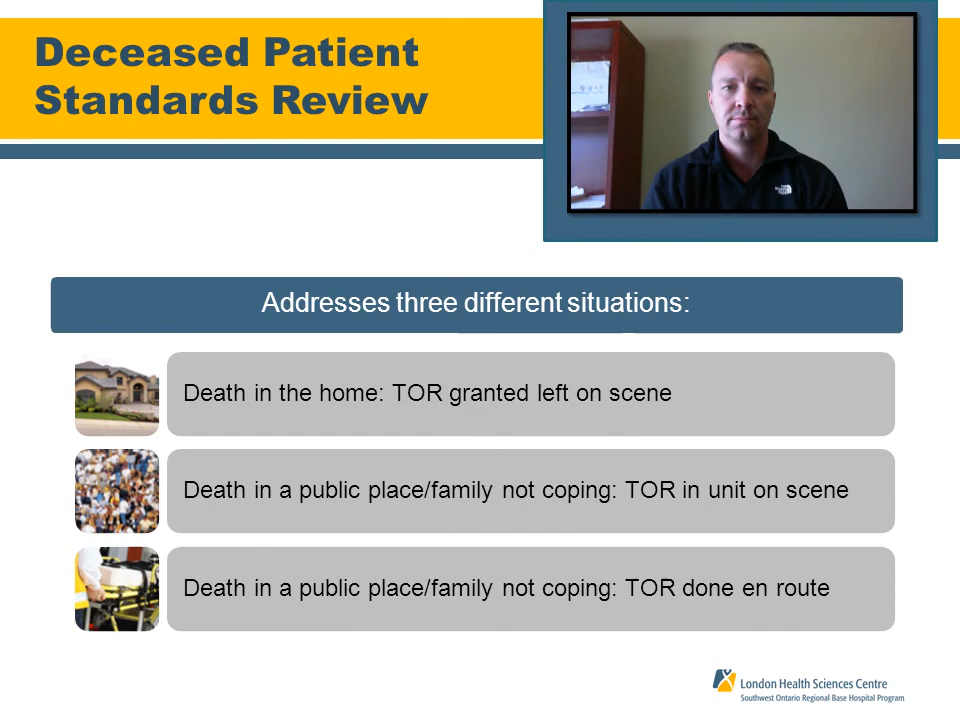 Deceased Patient
Standards Review
Addresses three different situations:
Death in the home: TOR granted left on scene
Death in a public place/family not coping: TOR in unit on scene
Death in a public place/family not coping: TOR done en route
London Health Sciences Centre
Southwest Ontario Regional Base Hospital Program